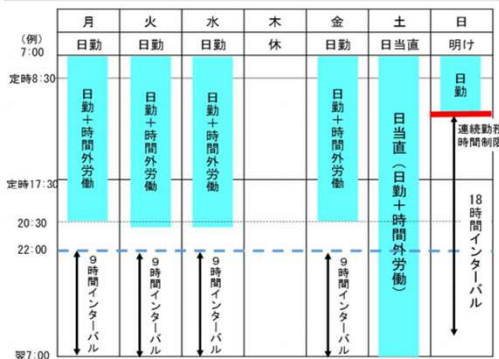 月 火 水 木 金 土 日
(例)
日勤 日勤 日勤 休 日勤 日当直 明け
7:00
定時8:30
定時17:30
20:30
22:00
翌7:00
日勤+時間外労働
日勤+時間外労働
日勤+時間外労働
日勤+時間外労働
日当直(日勤+時間外労働)
日勤
連続勤務
時間制限
18時間インターバル
9時間インターバル
9時間インターバル
9時間インターバル
9時間インターバル